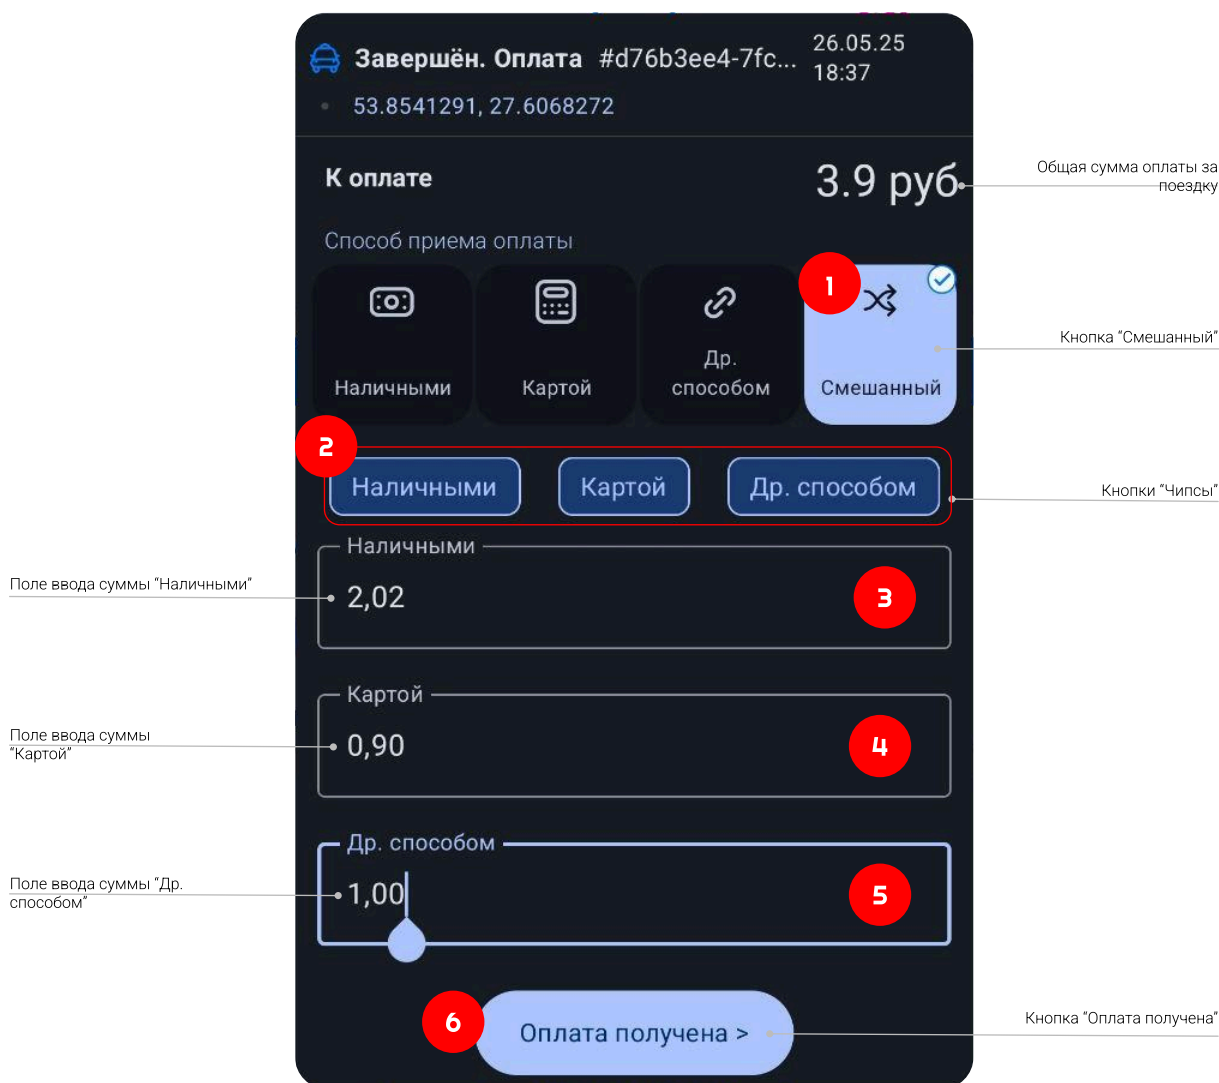 Завершён. Оплата #d76b3ee4-7fc...
26.05.25
18:37
53.8541291, 27.6068272
К оплате
3.9 руб
Общая сумма оплаты за
поездку
Способ приема оплаты
1
Наличными
Картой
Др.
способом
Смешанный
Кнопка “Смешанный”
2
Наличными
Картой
Др. способом
Кнопки “Чипсы”
Наличными
2,02
3
Поле ввода суммы “Наличными”
Картой
0,90
4
Поле ввода суммы
“Картой”
Др. способом
1,00
5
Поле ввода суммы “Др.
способом”
6
Оплата получена >
Кнопка “Оплата получена”